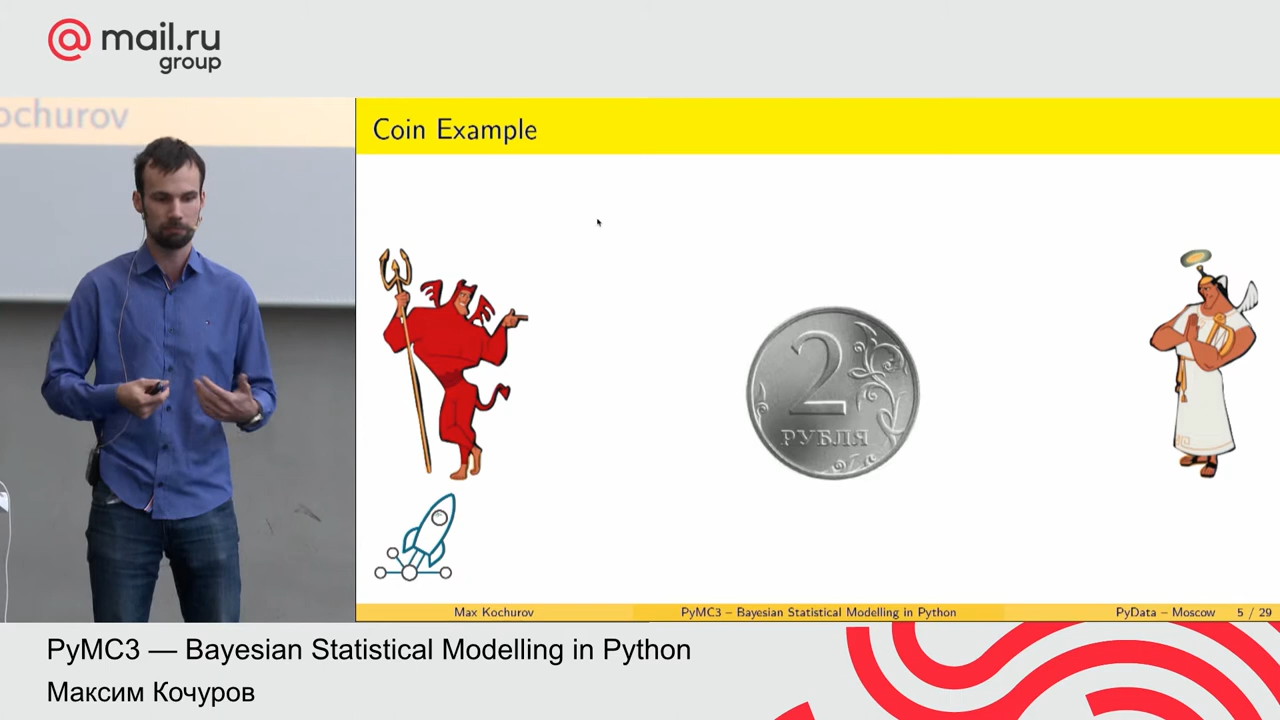 @mail.ru
group
ochurov
Coin Example
2
РУБЛЯ
Max Kochurov
PyMC3 – Bayesian Statistical Modelling in Python
PyData – Moscow
5 / 29
PyMC3 — Bayesian Statistical Modelling in Python
Максим Кочуров